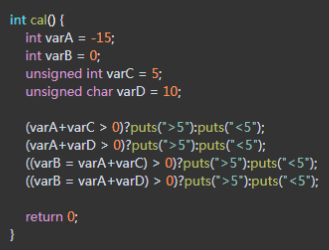 int cal() {
int varA = -15;
int varB = 0;
unsigned int varC = 5;
unsigned char varD = 10;
(varA+varC > 0)?puts(">5"):puts("<5");
(varA+varD > 0)?puts(">5"):puts("<5");
((varB = varA+varC) > 0)?puts(">5"):puts("<5");
((varB = varA+varD) > 0)?puts(">5"):puts("<5");
return 0;
}